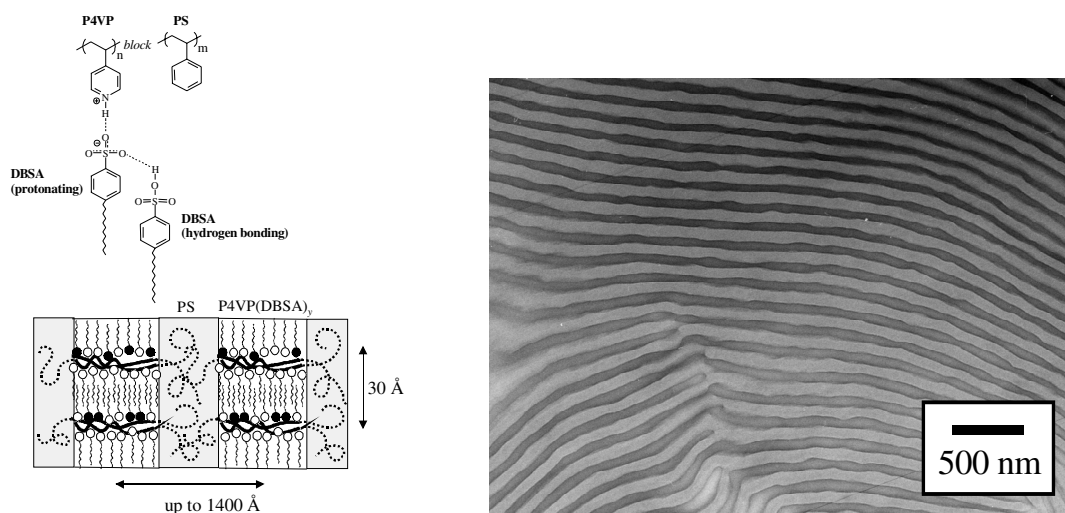 P4VP
PS
block
n
m
N
⊕
H
⊖
O
O
S
O
H
O
O
S
O
DBSA
(protonating)
DBSA
(hydrogen bonding)
PS
P4VP(DBSA)y
30 Å
up to 1400 Å
500 nm